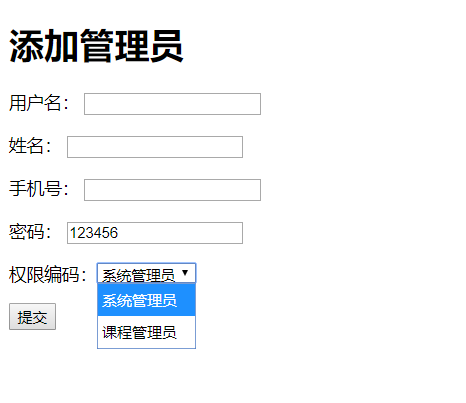 添加管理员
用户名：
姓名：
手机号：
密码： 123456
权限编码： 系统管理员
系统管理员
提交
课程管理员